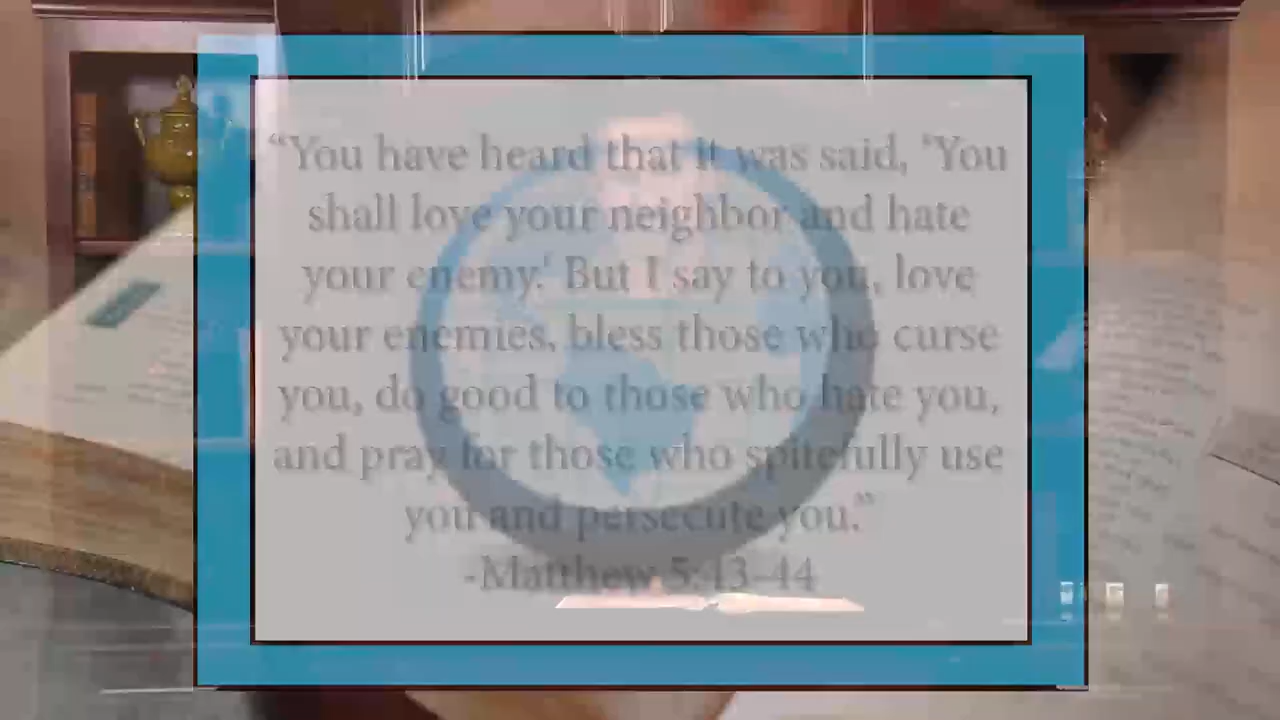 “You have heard that it was said, ‘You
shall love your neighbor and hate
your enemy.’ But I say to you, love
your enemies, bless those who curse
you, do good to those who hate you,
and pray for those who spitefully use
you and persecute you.”
-Matthew 5:43-44